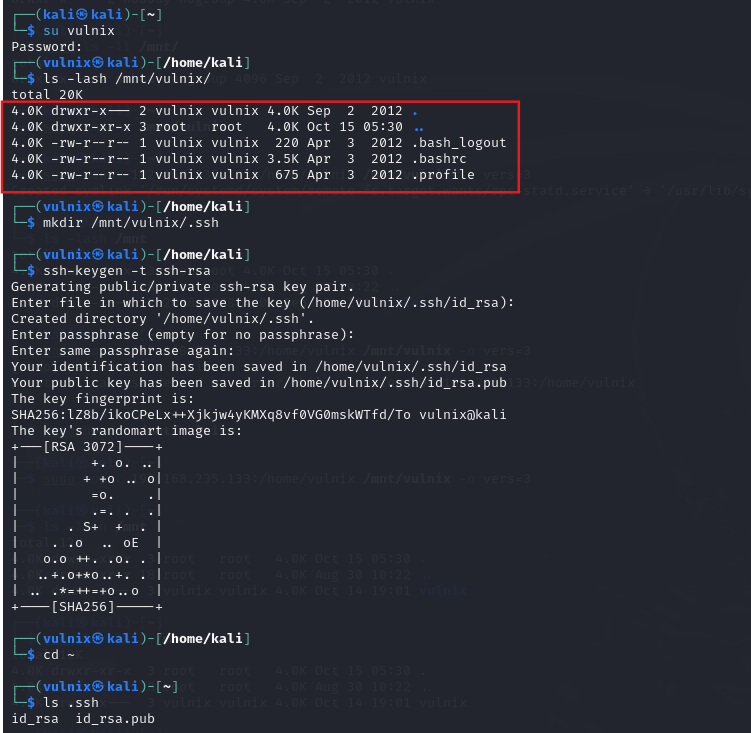 ┌──(kali㉿kali)-[~]
└─$ su vulnix
Password:
┌──(vulnix㉿kali)-[/home/kali]
└─$ ls -lash /mnt/vulnix/
total 20K
4.0K drwxr-x--- 2 vulnix vulnix 4.0K Sep  2  2012 .
4.0K drwxr-xr-x 3 root   root   4.0K Oct 15 05:30 ..
4.0K -rw-r--r-- 1 vulnix vulnix  220 Apr  3  2012 .bash_logout
4.0K -rw-r--r-- 1 vulnix vulnix 3.5K Apr  3  2012 .bashrc
4.0K -rw-r--r-- 1 vulnix vulnix  675 Apr  3  2012 .profile
┌──(vulnix㉿kali)-[/home/kali]
└─$ mkdir /mnt/vulnix/.ssh
┌──(vulnix㉿kali)-[/home/kali]
└─$ ssh-keygen -t ssh-rsa
Generating public/private ssh-rsa key pair.
Enter file in which to save the key (/home/vulnix/.ssh/id_rsa):
Created directory '/home/vulnix/.ssh'.
Enter passphrase (empty for no passphrase):
Enter same passphrase again:
Your identification has been saved in /home/vulnix/.ssh/id_rsa
Your public key has been saved in /home/vulnix/.ssh/id_rsa.pub
The key fingerprint is:
SHA256:lZ8b/ikoCPeLx++Xjkjw4yKMXq8vf0VG0mskWTfd/To vulnix@kali
The key's randomart image is:
+---[RSA 3072]----+
|         +. o. ..|
|        + +o .. o|
|         =o.    .|
|         .=. .  .|
|      . S+  + .  |
|    . .o  .. oE  |
|   o.o ++. .o. . |
|  ..+.o+*o..+. . |
| .. .*=++=+o..o  |
+----[SHA256]-----+
┌──(vulnix㉿kali)-[/home/kali]
└─$ cd ~
┌──(vulnix㉿kali)-[~]
└─$ ls .ssh
id_rsa  id_rsa.pub